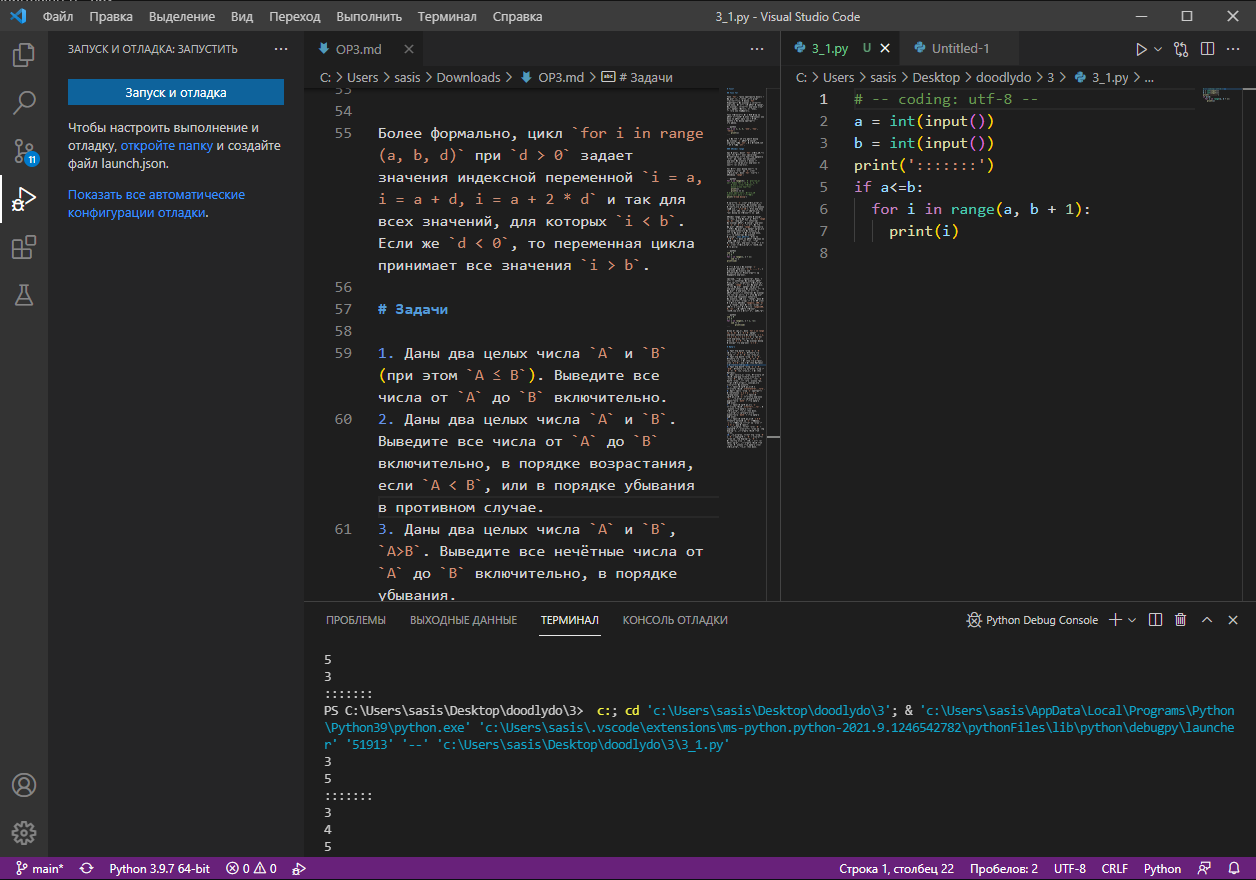 Файл Правка Выделение Вид Переход Выполнить Терминал Справка 3_1.py - Visual Studio Code
ЗАПУСК И ОТЛАДКА: ЗАПУСТИТЬ ...
Запуск и отладка
Чтобы настроить выполнение и
отладку, откройте папку и создайте
файл launch.json.
Показать все автоматические
конфигурации отладки.
11
OP3.md
C: > Users > sasis > Downloads > OP3.md > # Задачи
53
54
55 Более формально, цикл `for i in range
(a, b, d)` при `d > 0` задает
значения индексной переменной `i = a,
i = a + d, i = a + 2 * d` и так для
всех значений, для которых `i < b`.
Если же `d < 0`, то переменная цикла
принимает все значения `i > b`.
56
57 # Задачи
58
59 1. Даны два целых числа `A` и `B`
(при этом `A ≤ B`). Выведите все
числа от `A` до `B` включительно.
60 2. Даны два целых числа `A` и `B`.
Выведите все числа от `A` до `B`
включительно, в порядке возрастания,
если `A < B`, или в порядке убывания
в противном случае.
61 3. Даны два целых числа `A` и `B`,
`A>B`. Выведите все нечётные числа от
`A` до `B` включительно, в порядке
убывания.
3_1.py U Untitled-1
C: > Users > sasis > Desktop > doodlydo > 3 > 3_1.py > ...
1 # -- coding: utf-8 --
2 a = int(input())
3 b = int(input())
4 print(':::::::')
5 if a<=b:
6 for i in range(a, b + 1):
7 print(i)
8
ПРОБЛЕМЫ ВЫХОДНЫЕ ДАННЫЕ ТЕРМИНАЛ КОНСОЛЬ ОТЛАДКИ Python Debug Console
5
3
:::::::
PS C:\Users\sasis\Desktop\doodlydo\3> c:; cd 'c:\Users\sasis\Desktop\doodlydo\3'; & 'c:\Users\sasis\AppData\Local\Programs\Python
\Python39\python.exe' 'c:\Users\sasis\.vscode\extensions\ms-python.python-2021.9.1246542782\pythonFiles\lib\python\debugpy\launche
r' '51913' '--' 'c:\Users\sasis\Desktop\doodlydo\3\3_1.py'
3
5
:::::::
3
4
5
main* Python 3.9.7 64-bit 0 0 Строка 1, столбец 22 Пробелов: 2 UTF-8 CRLF Python